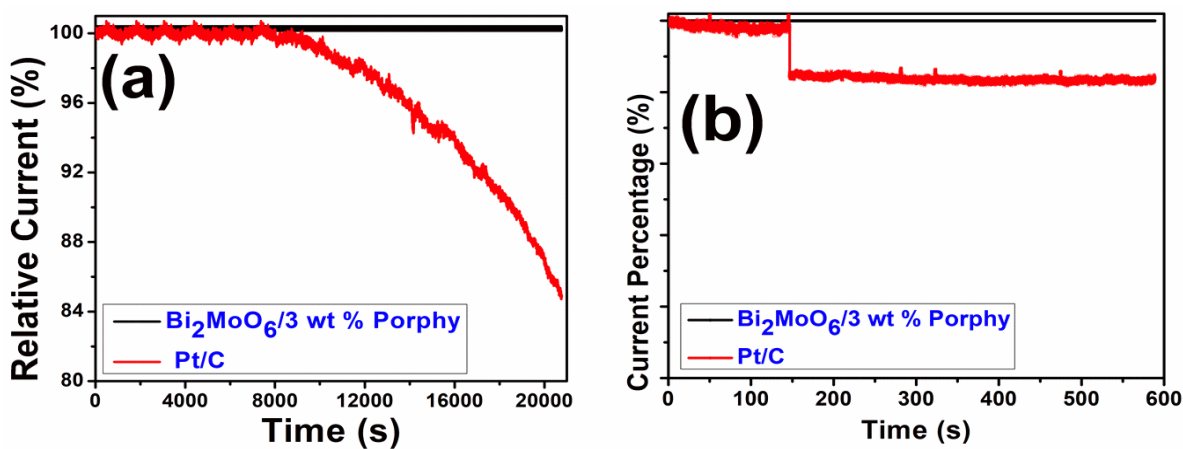 (a)
Relative Current (%)
100
96
92
88
84
80
0 4000 8000 12000 16000 20000
Time (s)
Bi₂MoO₆/3 wt % Porphy
Pt/C
(b)
Current Percentage (%)
0 100 200 300 400 500 600
Time (s)
Bi₂MoO₆/3 wt % Porphy
Pt/C